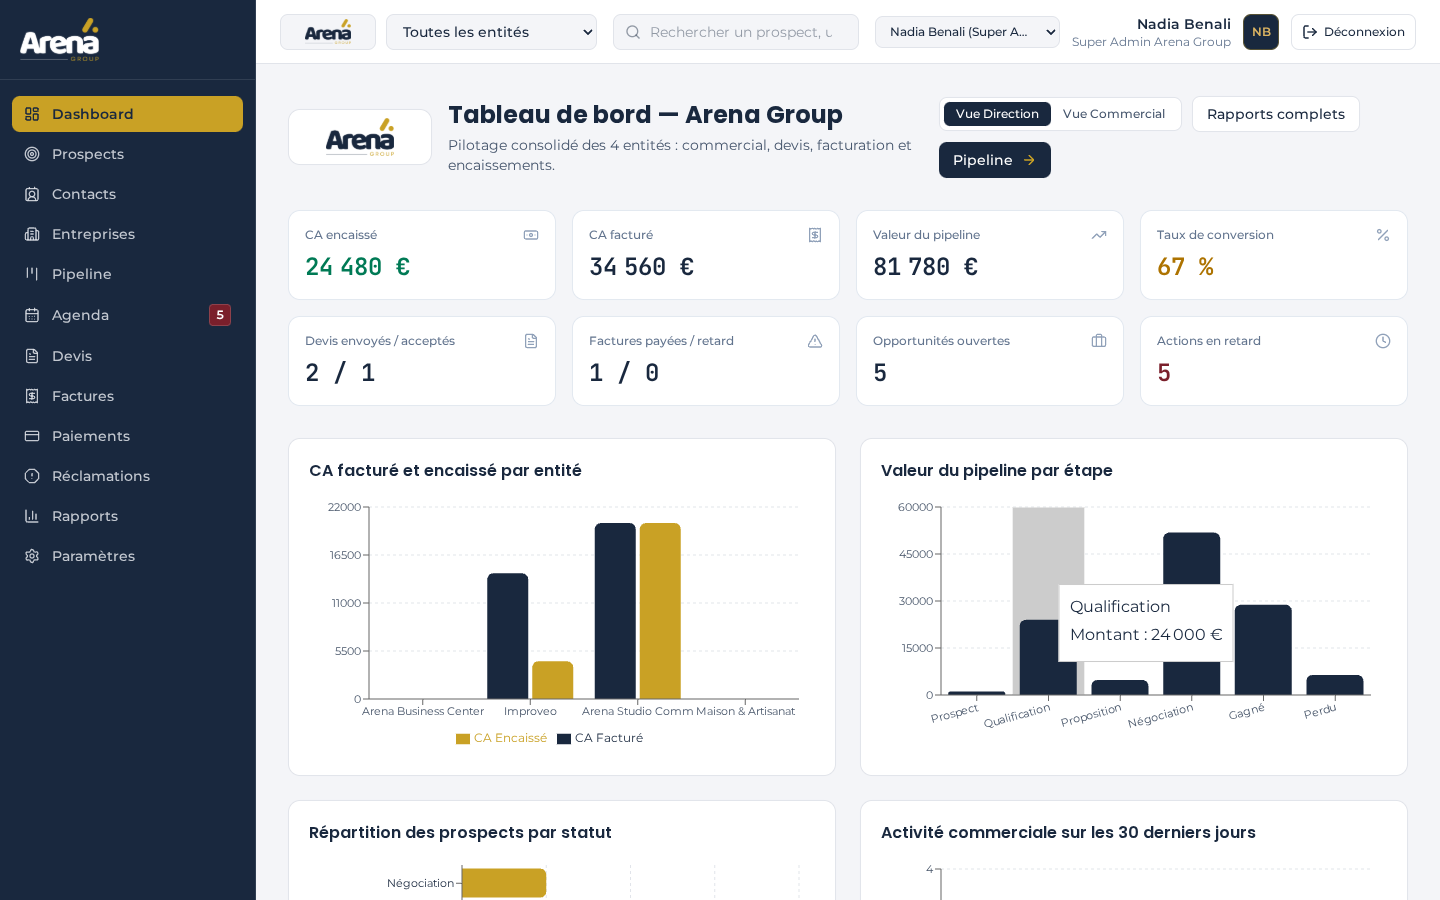 Arena
GROUP
Dashboard
Prospects
Contacts
Entreprises
Pipeline
Agenda
5
Devis
Factures
Paiements
Réclamations
Rapports
Paramètres
Arena
GROUP
Toutes les entités
Rechercher un prospect, u
Nadia Benali (Super A...
Nadia Benali
Super Admin Arena Group
NB
Déconnexion
Arena
GROUP
Tableau de bord — Arena Group
Pilotage consolidé des 4 entités : commercial, devis, facturation et
encaissements.
Vue Direction
Vue Commercial
Rapports complets
Pipeline
CA encaissé
24 480 €
CA facturé
34 560 €
Valeur du pipeline
81 780 €
Taux de conversion
67 %
Devis envoyés / acceptés
2 / 1
Factures payées / retard
1 / 0
Opportunités ouvertes
5
Actions en retard
5
CA facturé et encaissé par entité
22000
16500
11000
5500
0
Arena Business Center
Improveo
Arena Studio Comm
Maison & Artisanat
CA Encaissé
CA Facturé
Valeur du pipeline par étape
60000
45000
30000
15000
0
Qualification
Montant : 24 000 €
Prospect
Qualification
Proposition
Négociation
Gagné
Perdu
Répartition des prospects par statut
Négociation
Activité commerciale sur les 30 derniers jours
4